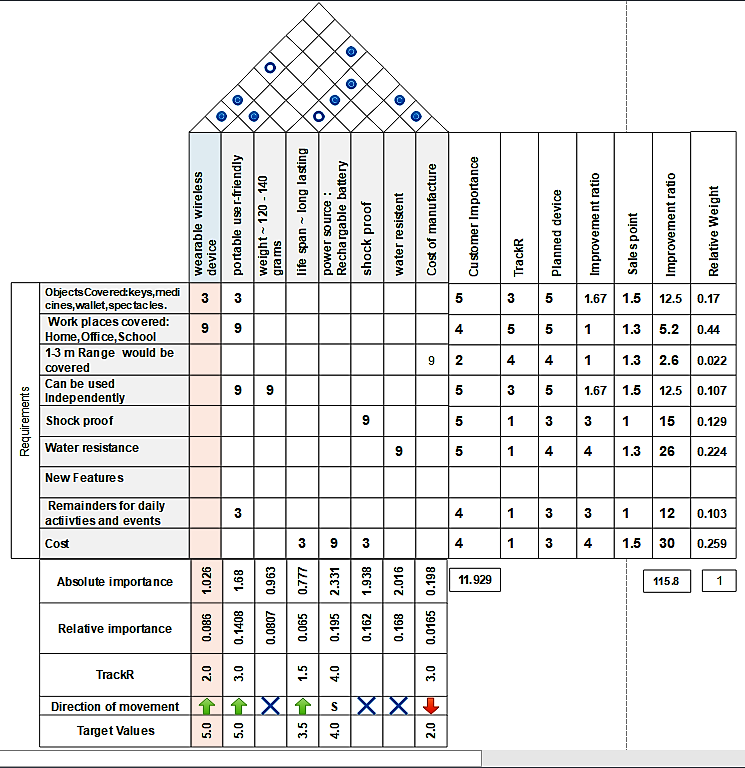 wearable wireless
device
portable user-friendly
weight ~ 120 - 140
grams
life span ~ long lasting
power source :
Rechargable battery
shock proof
water resistent
Cost of manufacture
Customer Importance
TrackR
Planned device
Improvement ratio
Sales point
Improvement ratio
Relative Weight
Requirements
Objects Covered:keys,medi
cines,wallet,spectacles.
3 3 5 3 5 1.67 1.5 12.5 0.17
Work places covered:
Home,Office,School
9 9 4 5 5 1 1.3 5.2 0.44
1-3 m Range would be
covered
9 2 4 4 1 1.3 2.6 0.022
Can be used
Independently
9 9 5 3 5 1.67 1.5 12.5 0.107
Shock proof 9 5 1 3 3 1 15 0.129
Water resistance 9 5 1 4 4 1.3 26 0.224
New Features
Remainders for daily
actiivties and events
3 4 1 3 3 1 12 0.103
Cost 3 9 3 4 1 3 4 1.5 30 0.259
Absolute importance 1.026 1.68 0.963 0.777 2.331 1.938 2.016 0.198 11.929 115.8 1
Relative importance 0.086 0.1408 0.0807 0.065 0.195 0.162 0.168 0.0165
TrackR 2.0 3.0 1.5 4.0 3.0
Direction of movement S
Target Values 5.0 5.0 3.5 4.0 2.0